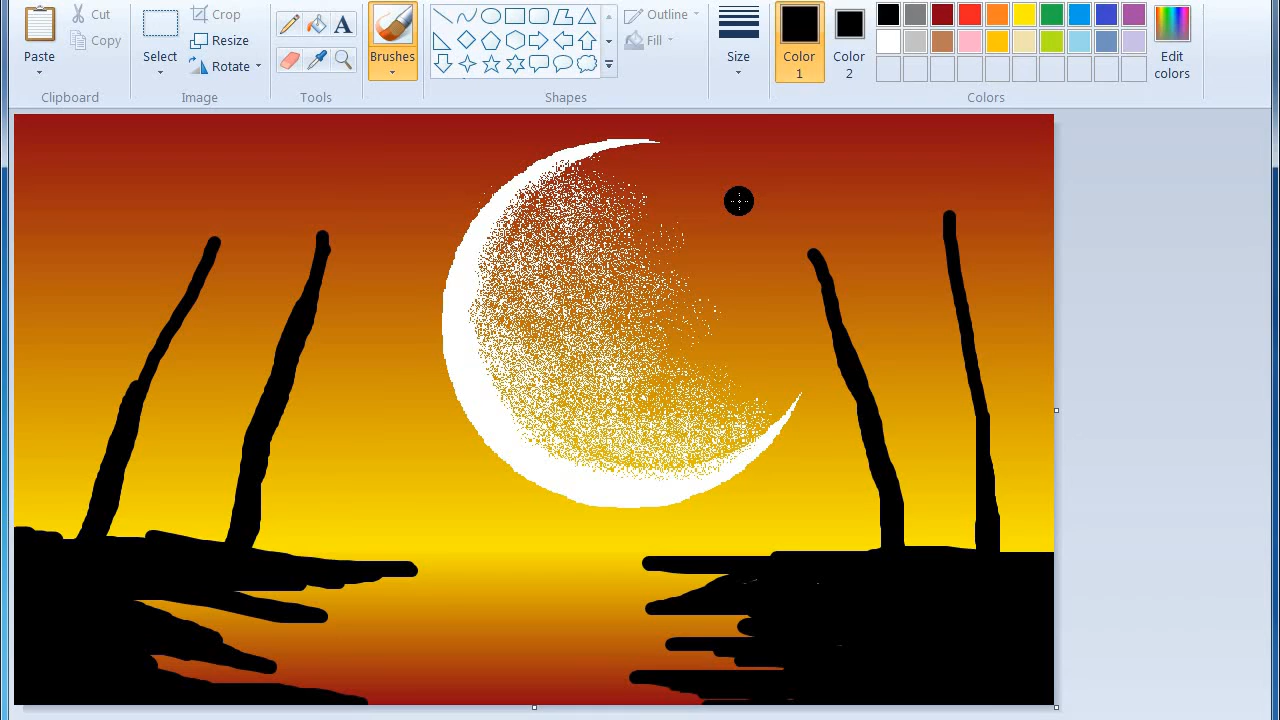 Cut
Copy
Paste
Clipboard
Crop
Resize
Rotate
Select
Image
A
Tools
Brushes
Outline
Fill
Shapes
Size
Color 1
Color 2
Edit colors
Colors